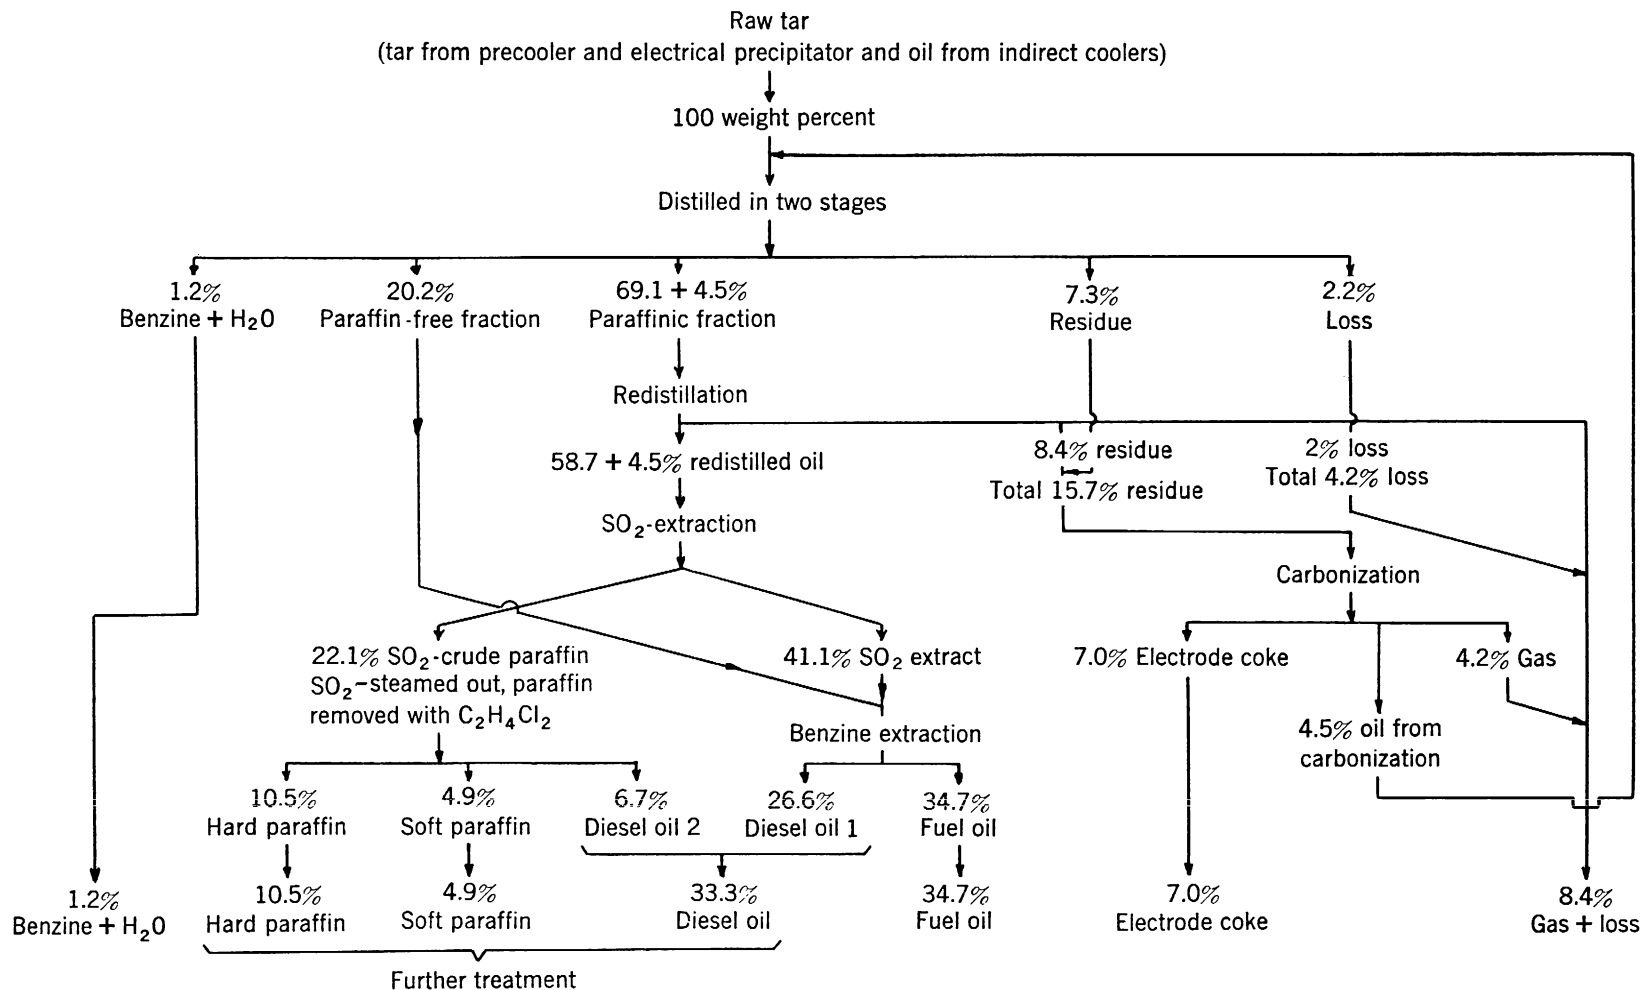 Raw tar
(tar from precooler and electrical precipitator and oil from indirect coolers)
100 weight percent
Distilled in two stages
1.2%
Benzine + H2O
20.2%
Paraffin-free fraction
69.1 + 4.5%
Paraffinic fraction
7.3%
Residue
2.2%
Loss
Redistillation
58.7 + 4.5% redistilled oil
8.4% residue
Total 15.7% residue
2% loss
Total 4.2% loss
SO2-extraction
Carbonization
22.1% SO2-crude paraffin
SO2-steamed out, paraffin
removed with C2H4Cl2
41.1% SO2 extract
7.0% Electrode coke
4.2% Gas
Benzine extraction
4.5% oil from
carbonization
10.5%
Hard paraffin
4.9%
Soft paraffin
6.7%
Diesel oil 2
26.6%
Diesel oil 1
34.7%
Fuel oil
1.2%
Benzine + H2O
10.5%
Hard paraffin
4.9%
Soft paraffin
33.3%
Diesel oil
34.7%
Fuel oil
7.0%
Electrode coke
8.4%
Gas + loss
Further treatment